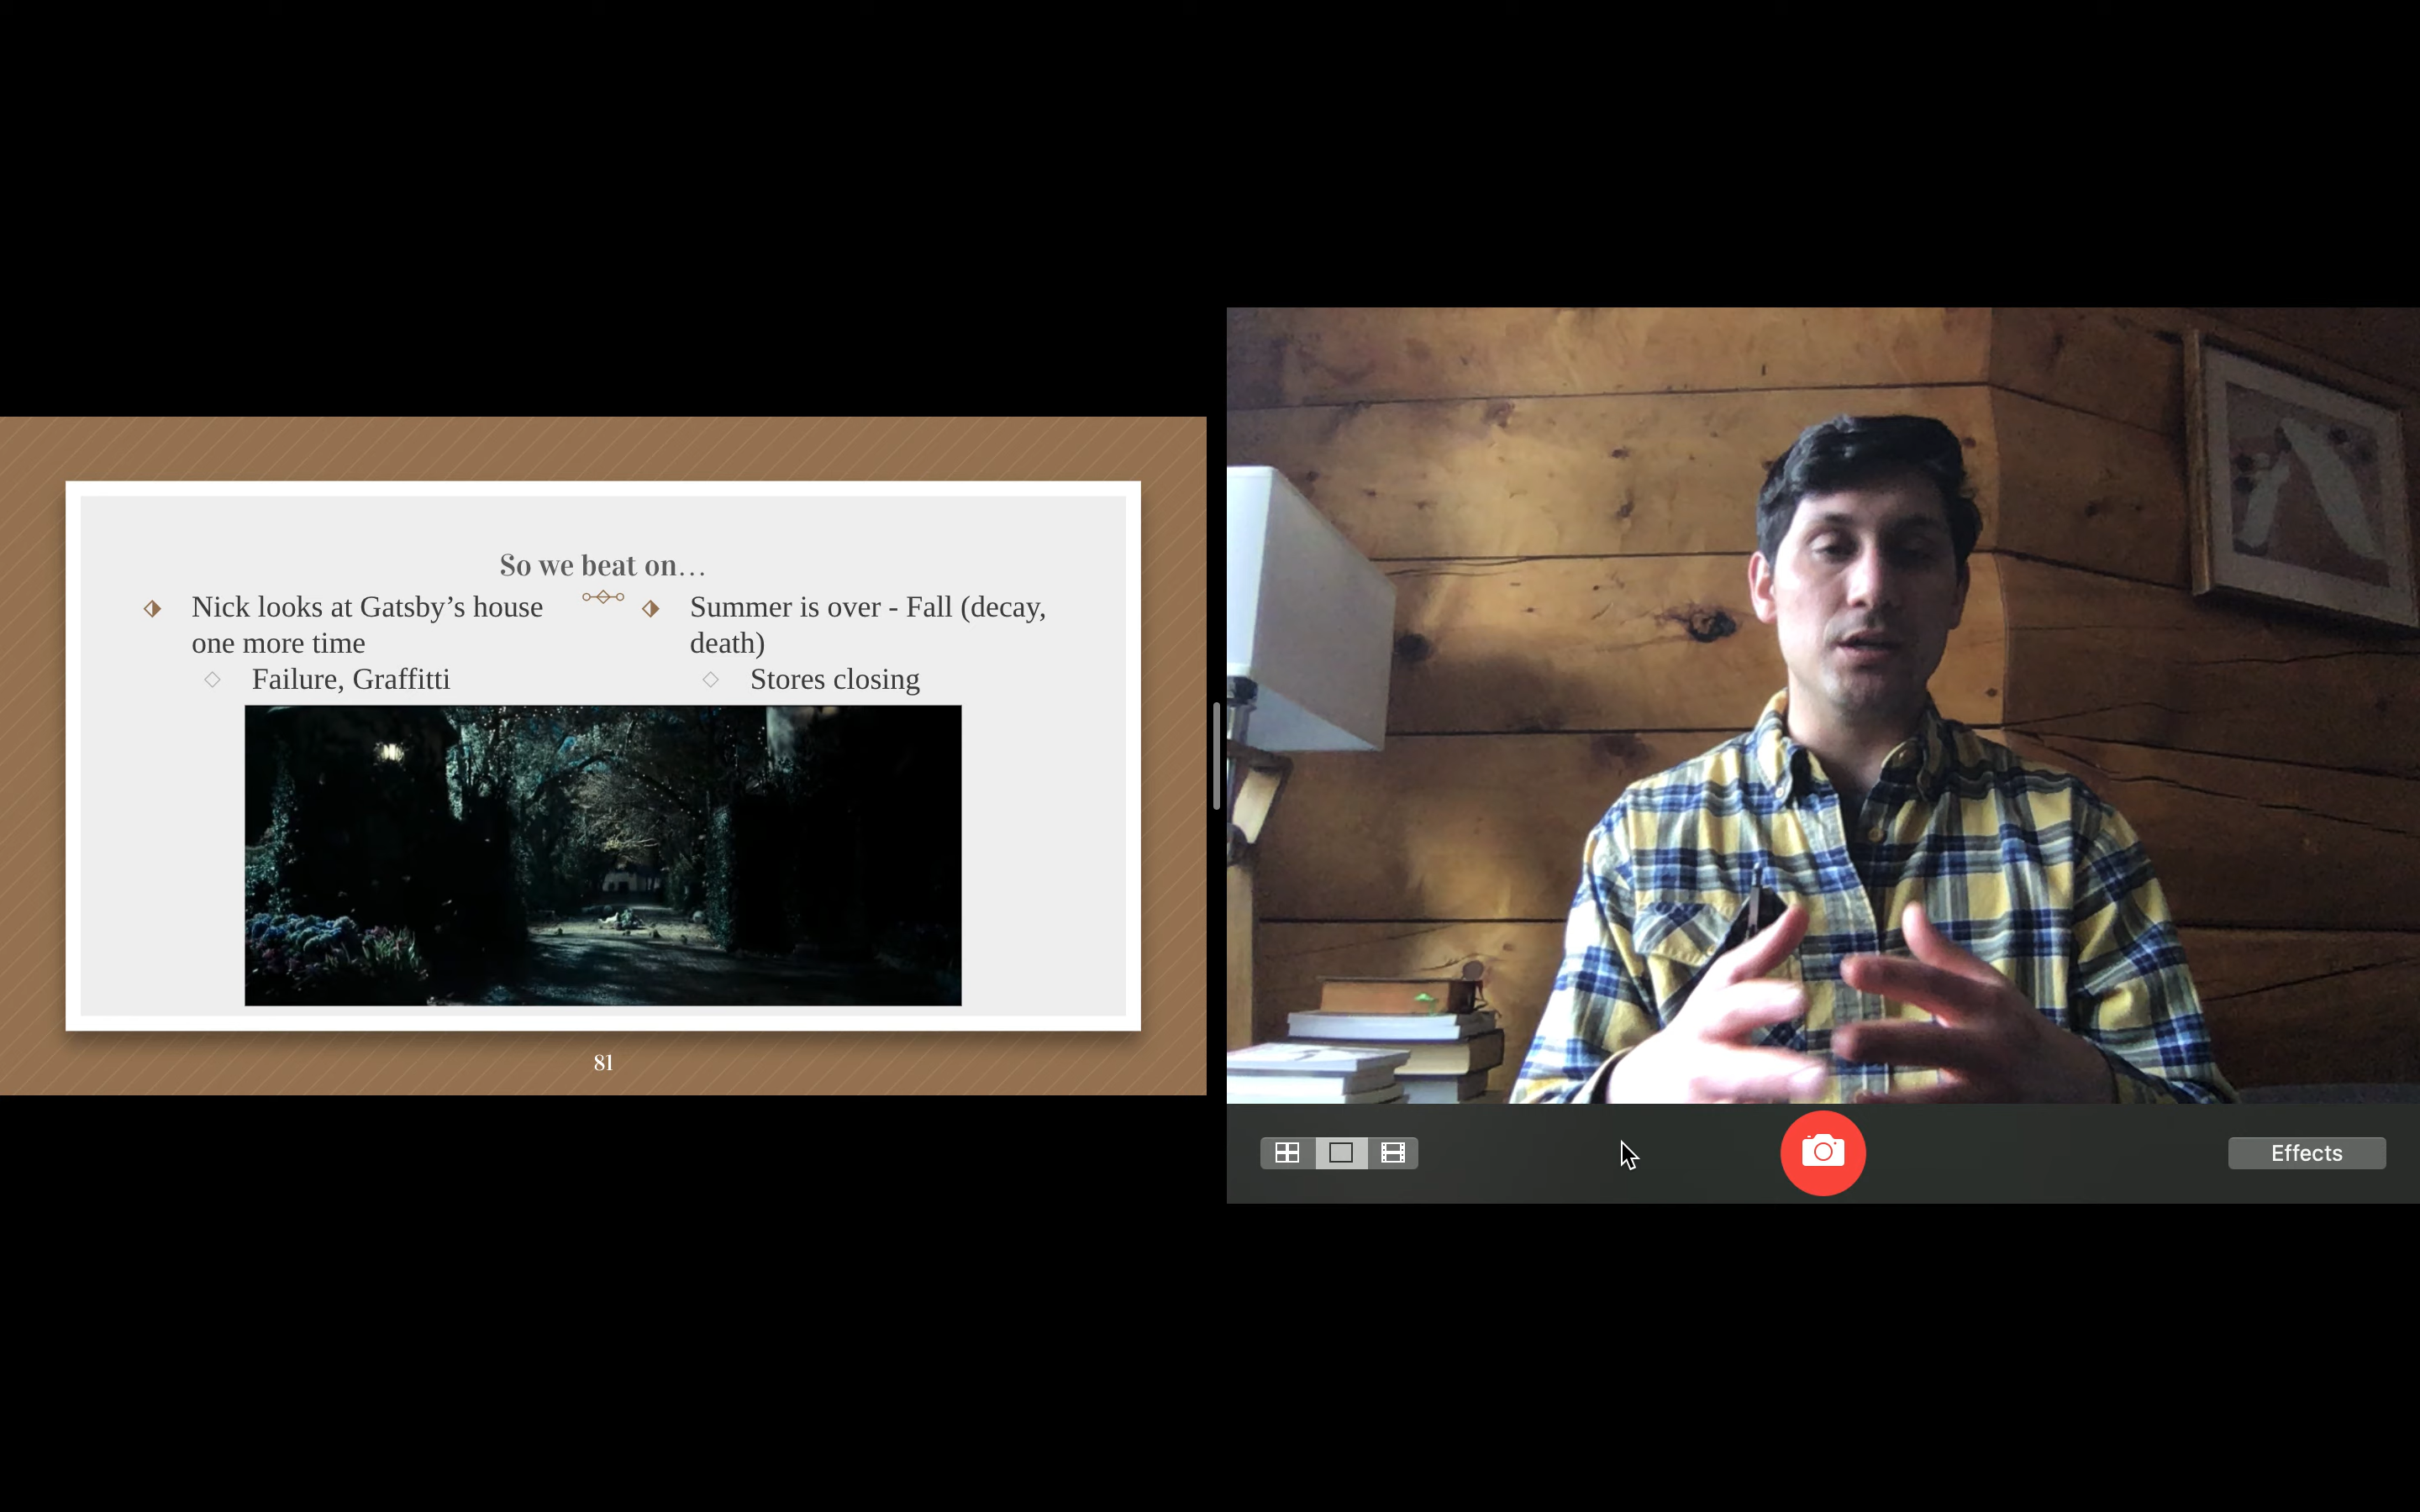 So we beat on…
Nick looks at Gatsby’s house
one more time
Failure, Graffitti
Summer is over - Fall (decay,
death)
Stores closing
81
Effects